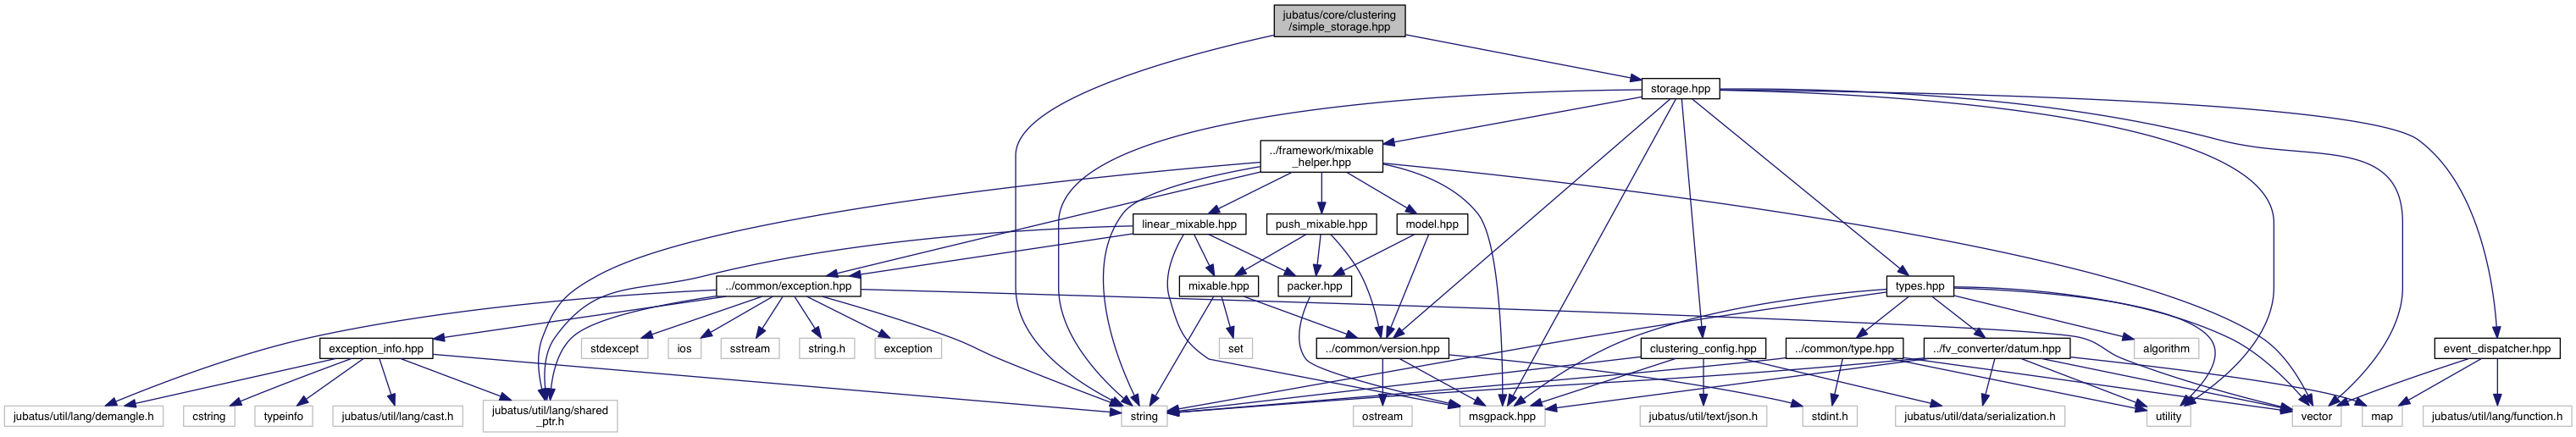 jubatus/core/clustering
/simple_storage.hpp
storage.hpp
../framework/mixable
_helper.hpp
linear_mixable.hpp
push_mixable.hpp
model.hpp
../common/exception.hpp
mixable.hpp
packer.hpp
types.hpp
exception_info.hpp
stdexcept
ios
sstream
string.h
exception
set
../common/version.hpp
clustering_config.hpp
../common/type.hpp
../fv_converter/datum.hpp
algorithm
event_dispatcher.hpp
jubatus/util/lang/demangle.h
cstring
typeinfo
jubatus/util/lang/cast.h
jubatus/util/lang/shared
_ptr.h
string
ostream
msgpack.hpp
jubatus/util/text/json.h
stdint.h
jubatus/util/data/serialization.h
utility
vector
map
jubatus/util/lang/function.h